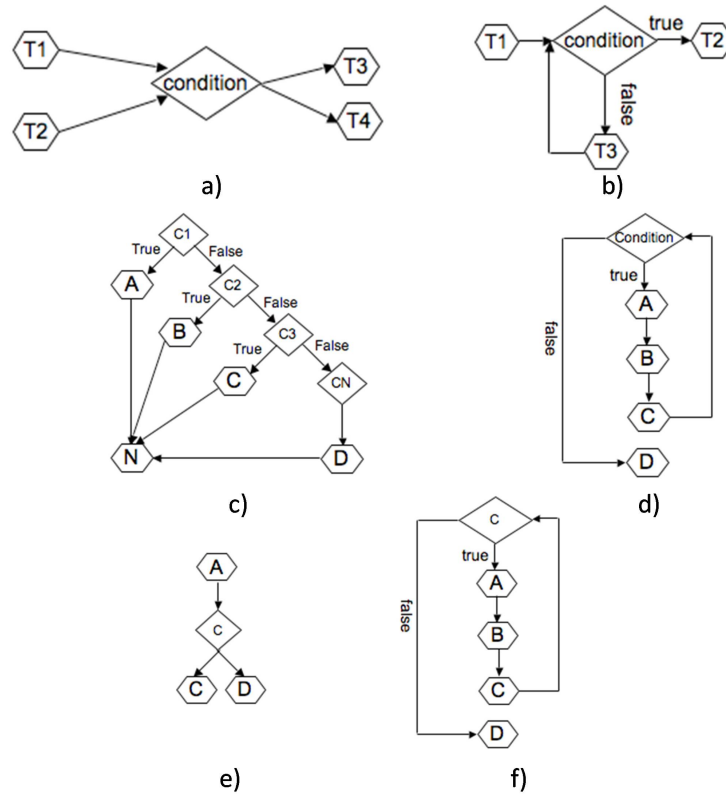 T1
T2
condition
T3
T4
a)
T1
condition
true
T2
false
T3
b)
C1
True
False
A
C2
True
False
B
C3
True
False
C
CN
N
D
c)
Condition
true
false
A
B
C
D
d)
A
C
C
D
e)
C
true
false
A
B
C
D
f)